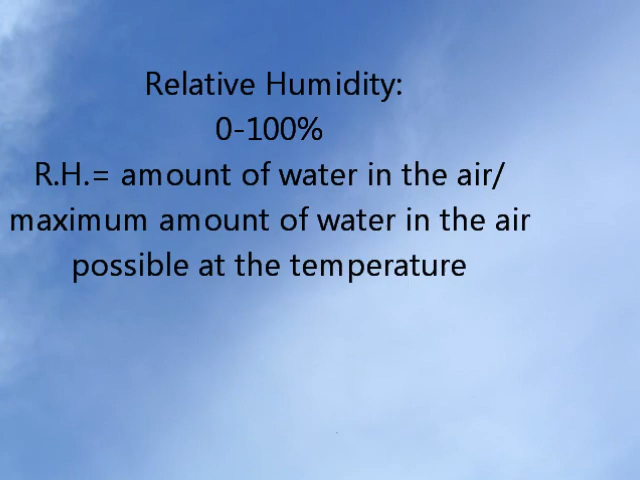 Relative Humidity:
0-100%
R.H.= amount of water in the air/
maximum amount of water in the air
possible at the temperature